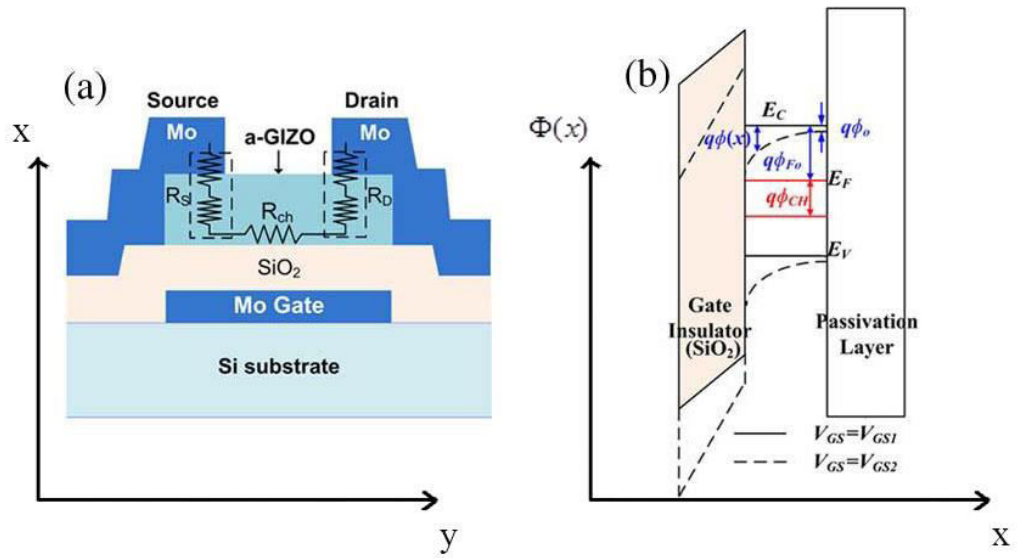 (a)
Source
Drain
Mo
Mo
a-GIZO
R_S
R_ch
R_D
SiO₂
Mo Gate
Si substrate
x
y
(b)
Φ(x)
E_C
qϕ_o
qϕ(x)
qϕ_Fo
E_F
qϕ_CH
E_V
Gate
Insulator
(SiO₂)
Passivation
Layer
V_GS=V_GS1
V_GS=V_GS2
x